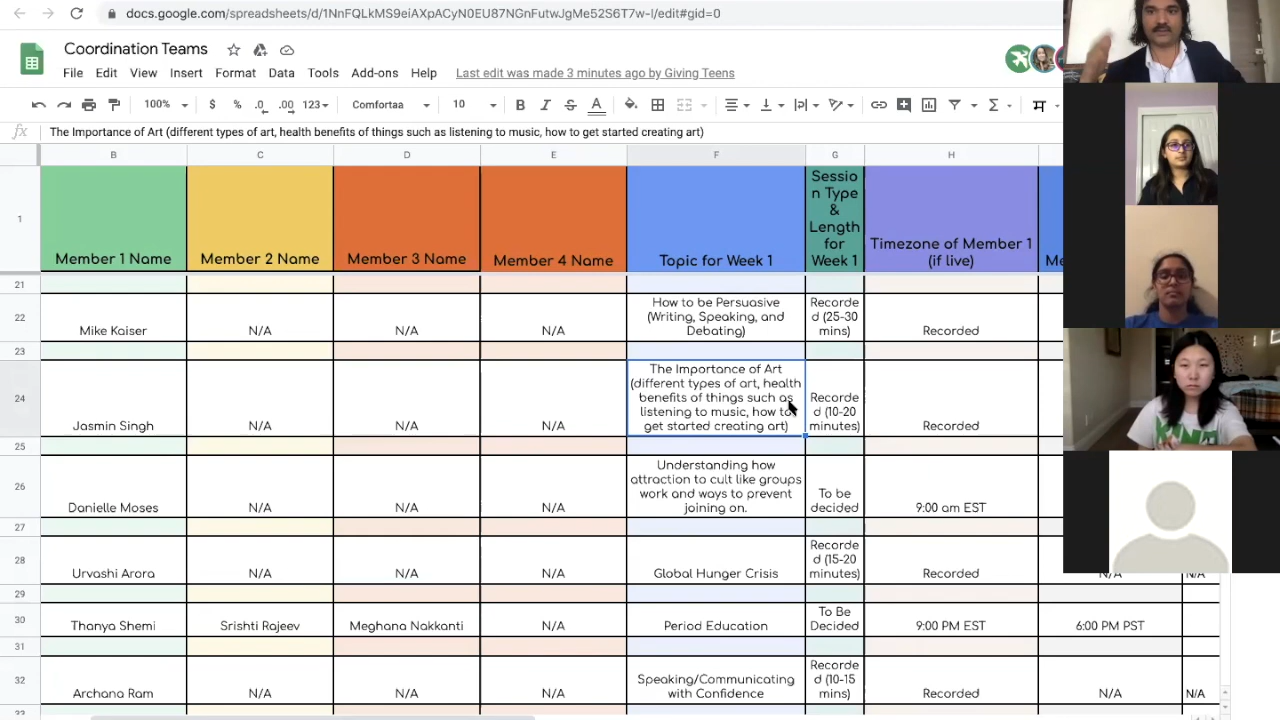 docs.google.com/spreadsheets/d/1NnFQLkMS9eiAXpACyN0EU87NGnFutwJgMe52S6T7w-I/edit#gid=0
Coordination Teams
File Edit View Insert Format Data Tools Add-ons Help Last edit was made 3 minutes ago by Giving Teens
100% $ % .0 .00 123 Comfortaa 10 B I S A
fx The Importance of Art (different types of art, health benefits of things such as listening to music, how to get started creating art)
B C D E F G H
1 Member 1 Name Member 2 Name Member 3 Name Member 4 Name Topic for Week 1
Sessio
n Type
&
Length
for
Week 1
Timezone of Member 1
(if live)
21
22 Mike Kaiser N/A N/A N/A
How to be Persuasive
(Writing, Speaking, and
Debating)
Recorde
d (25-30
mins)
Recorded
23
24 Jasmin Singh N/A N/A N/A
The Importance of Art
(different types of art, health
benefits of things such as
listening to music, how to
get started creating art)
Recorde
d (10-20
minutes)
Recorded
25
26 Danielle Moses N/A N/A N/A
Understanding how
attraction to cult like groups
work and ways to prevent
joining on.
To be
decided
9:00 am EST
27
28 Urvashi Arora N/A N/A N/A Global Hunger Crisis
Recorde
d (15-20
minutes)
Recorded N/A N/A
29
30 Thanya Shemi Srishti Rajeev Meghana Nakkanti N/A Period Education
To Be
Decided
9:00 PM EST 6:00 PM PST
31
32 Archana Ram N/A N/A N/A
Speaking/Communicating
with Confidence
Recorde
d (10-15
mins)
Recorded N/A N/A